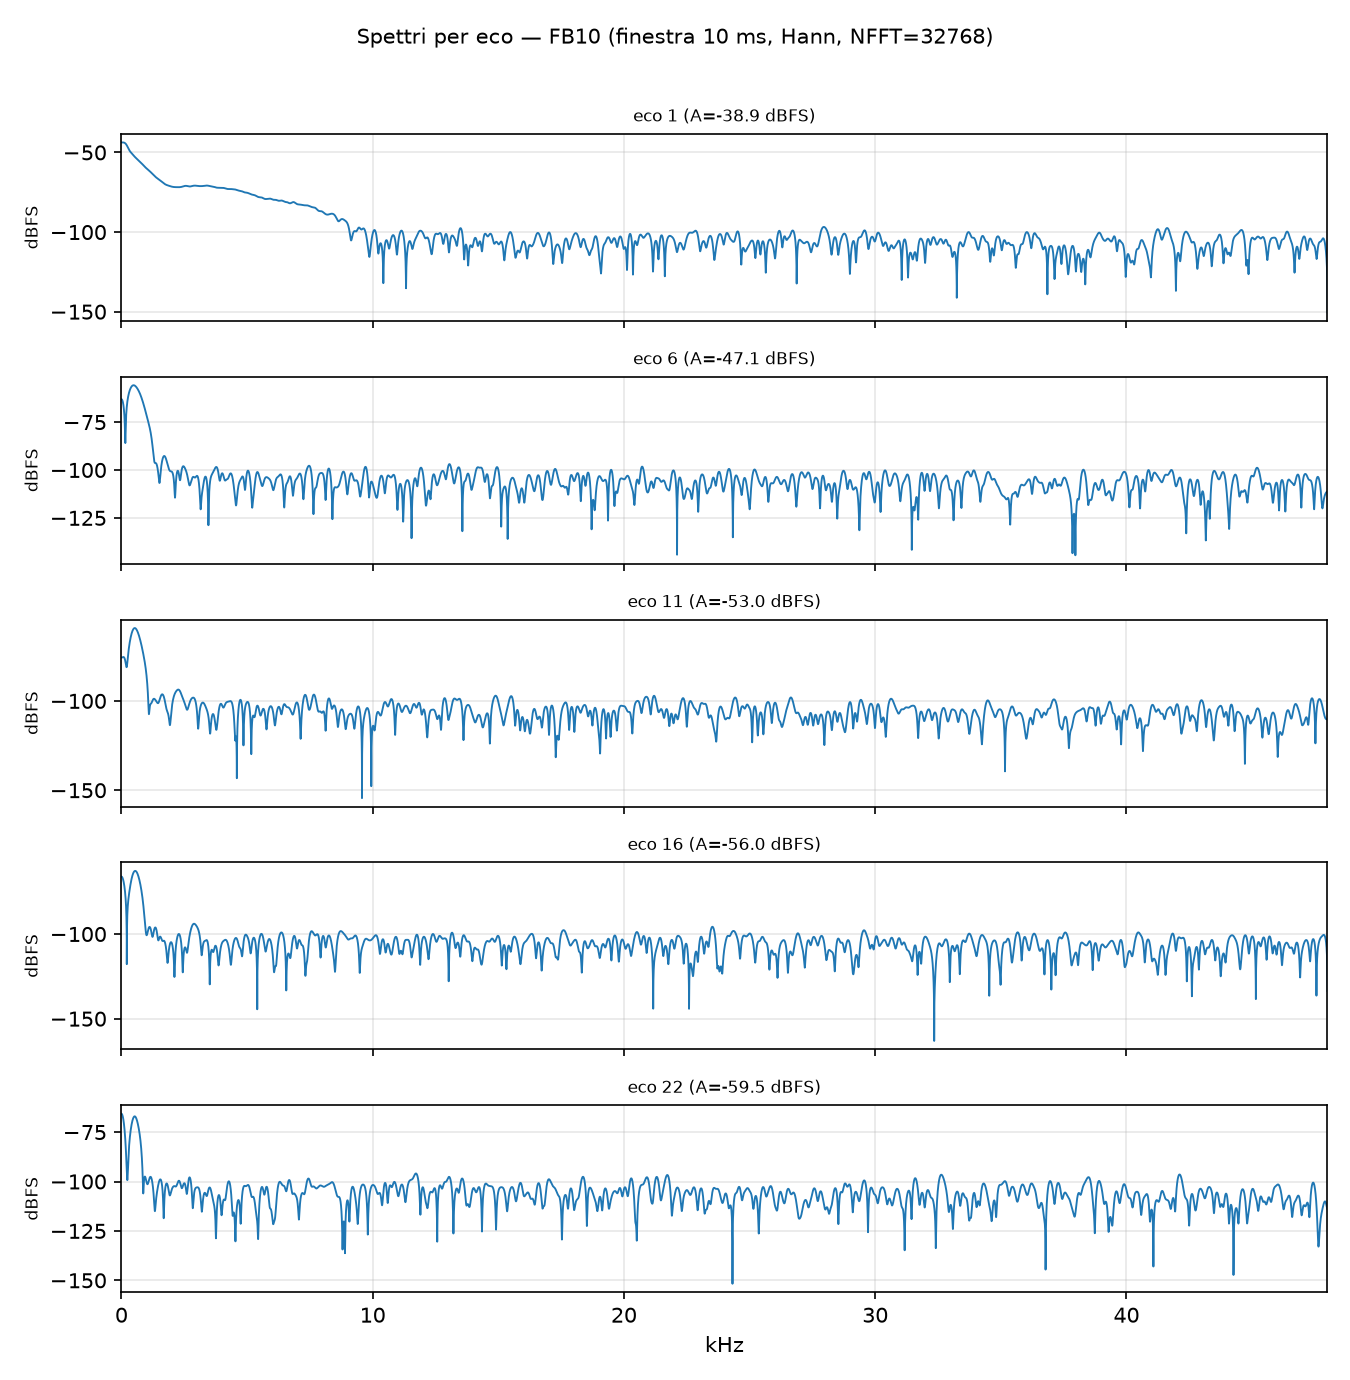 Spettri per eco — FB10 (finestra 10 ms, Hann, NFFT=32768)
eco 1 (A=-38.9 dBFS)
−50
−100
−150
dBFS
eco 6 (A=-47.1 dBFS)
−75
−100
−125
dBFS
eco 11 (A=-53.0 dBFS)
−100
−150
dBFS
eco 16 (A=-56.0 dBFS)
−100
−150
dBFS
eco 22 (A=-59.5 dBFS)
−75
−100
−125
−150
dBFS
0 10 20 30 40
kHz